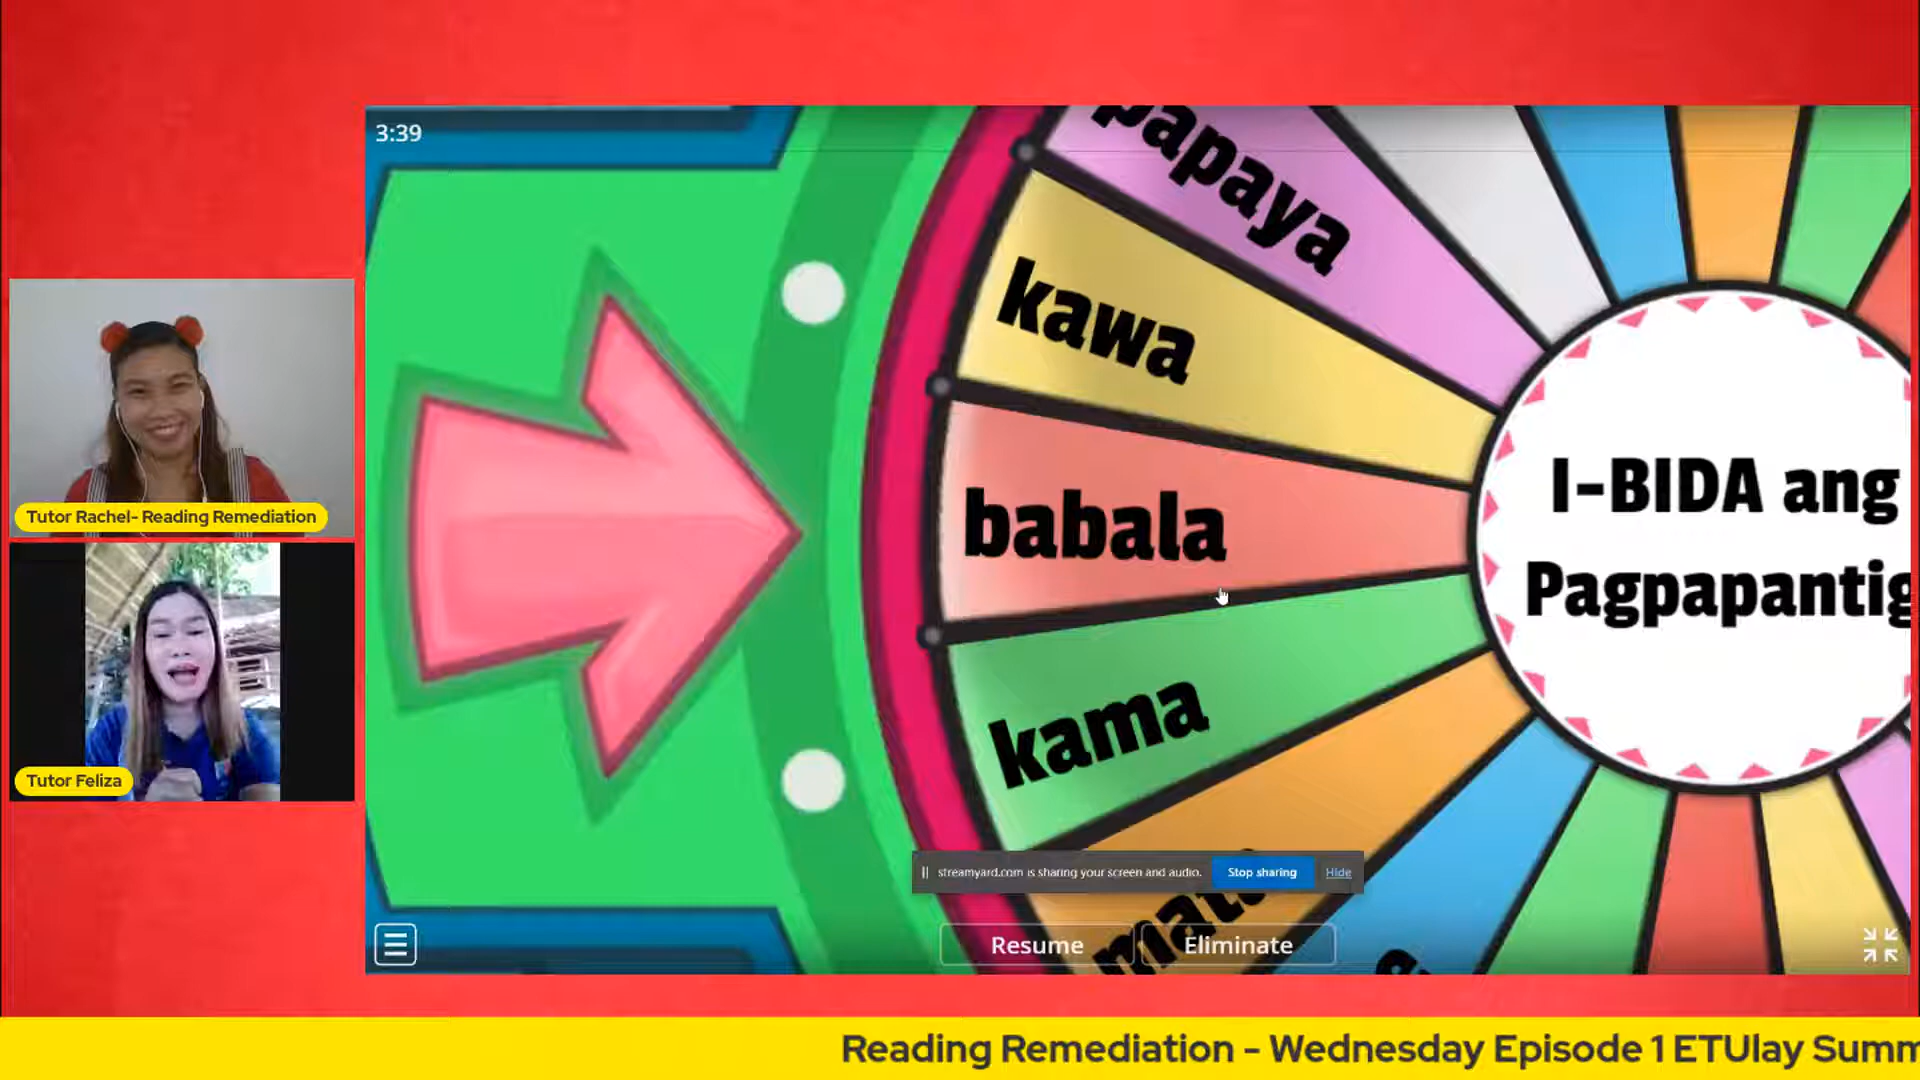 3:39
papaya
kawa
babala
kama
I-BIDA ang
Pagpapantig
Tutor Rachel- Reading Remediation
Tutor Feliza
streamyard.com is sharing your screen and audio.
Stop sharing
Hide
Resume
Eliminate
Reading Remediation - Wednesday Episode 1 ETUlay Summ